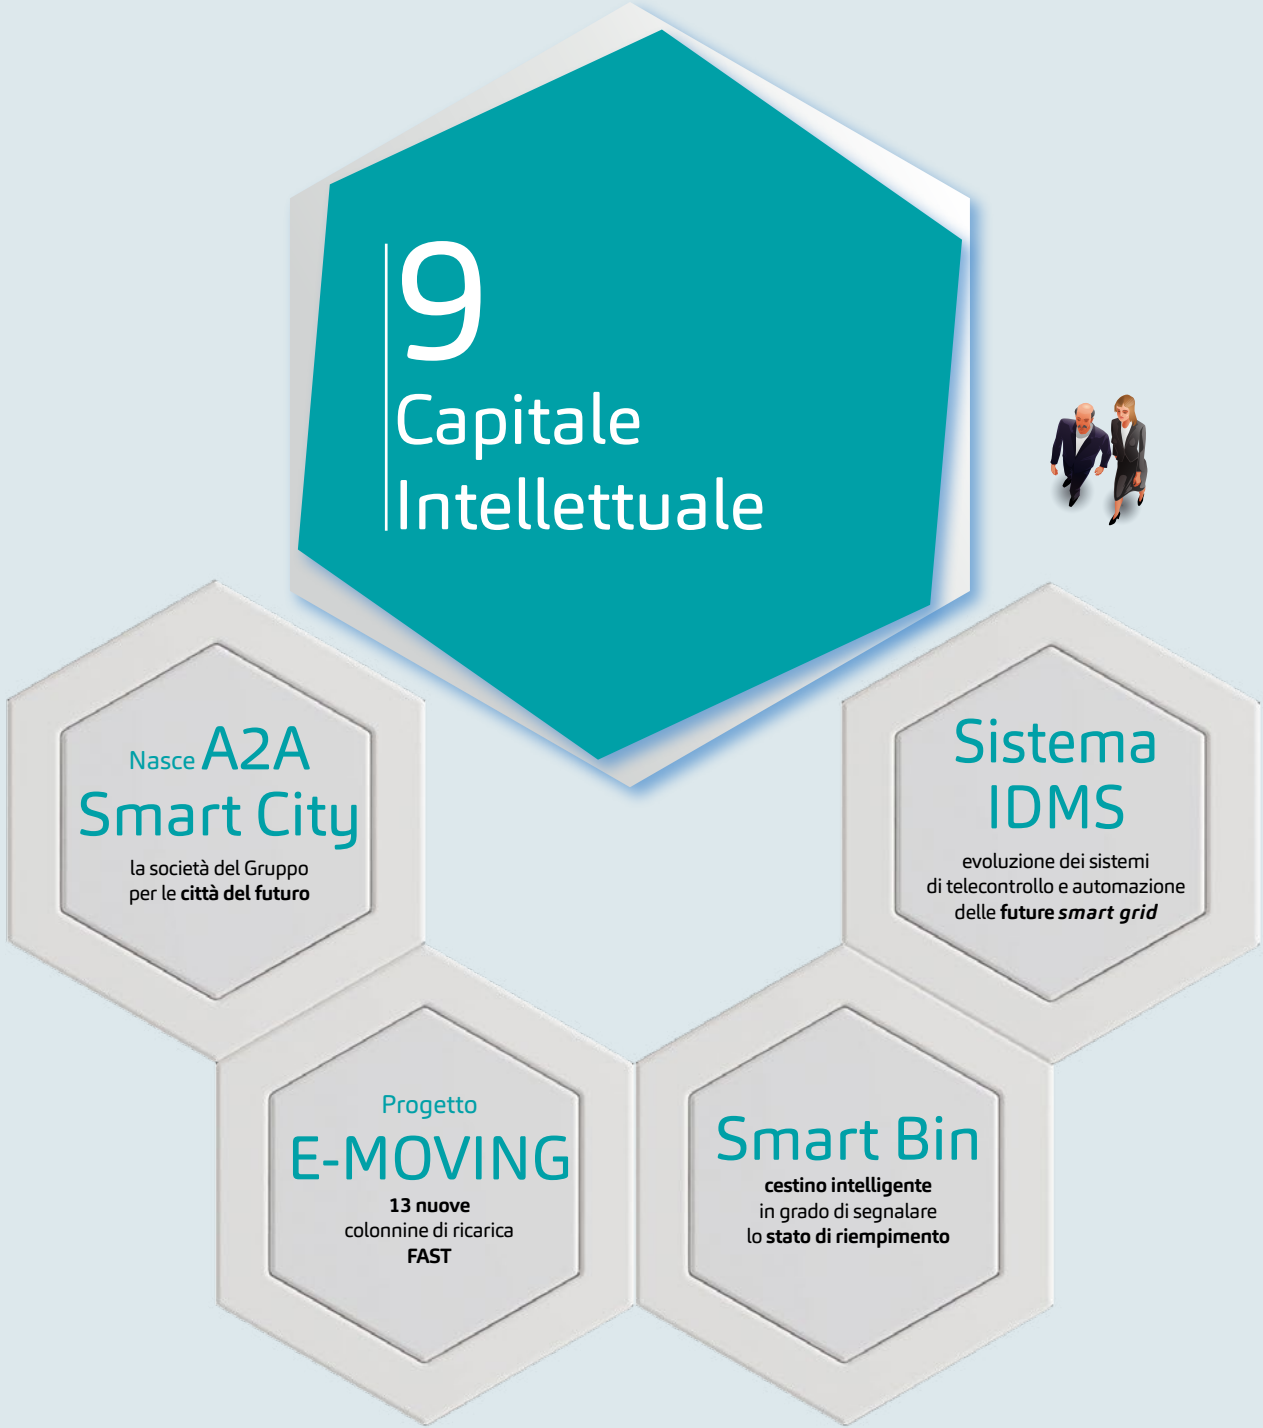 9
Capitale
Intellettuale
Nasce A2A
Smart City
la società del Gruppo
per le città del futuro
Sistema
IDMS
evoluzione dei sistemi
di telecontrollo e automazione
delle future smart grid
Progetto
E-MOVING
13 nuove
colonnine di ricarica
FAST
Smart Bin
cestino intelligente
in grado di segnalare
lo stato di riempimento